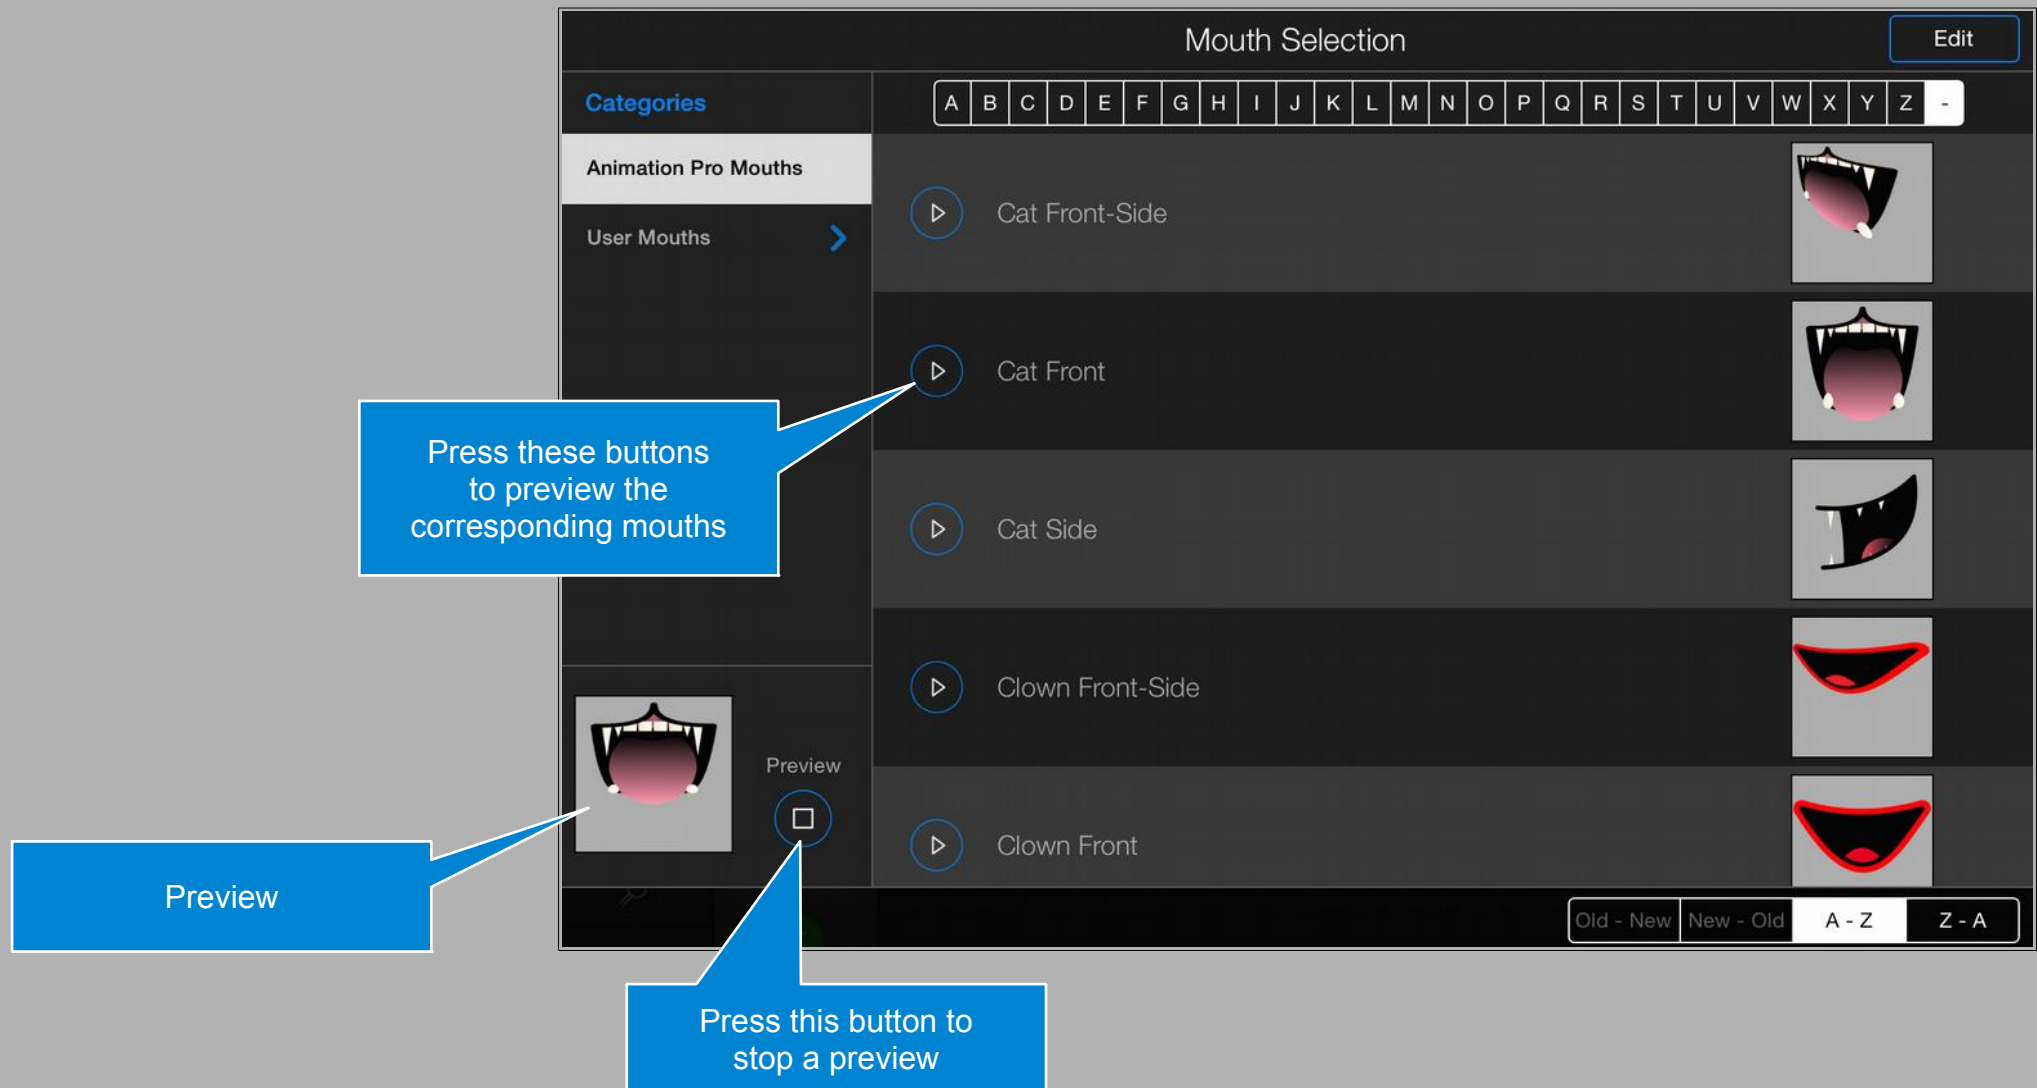 Mouth Selection
Edit
Categories
A B C D E F G H I J K L M N O P Q R S T U V W X Y Z -
Animation Pro Mouths
User Mouths
Cat Front-Side
Cat Front
Press these buttons
to preview the
corresponding mouths
Cat Side
Clown Front-Side
Preview
Clown Front
Preview
Old - New New - Old A - Z Z - A
Press this button to
stop a preview